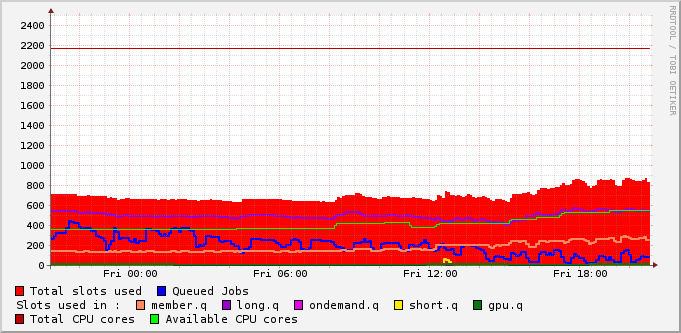 2400
2200
2000
1800
1600
1400
1200
1000
800
600
400
200
0
Fri 00:00 Fri 06:00 Fri 12:00 Fri 18:00
Total slots used Queued Jobs
Slots used in : member.q long.q ondemand.q short.q gpu.q
Total CPU cores Available CPU cores
RRDTOOL / TOBI OETIKER